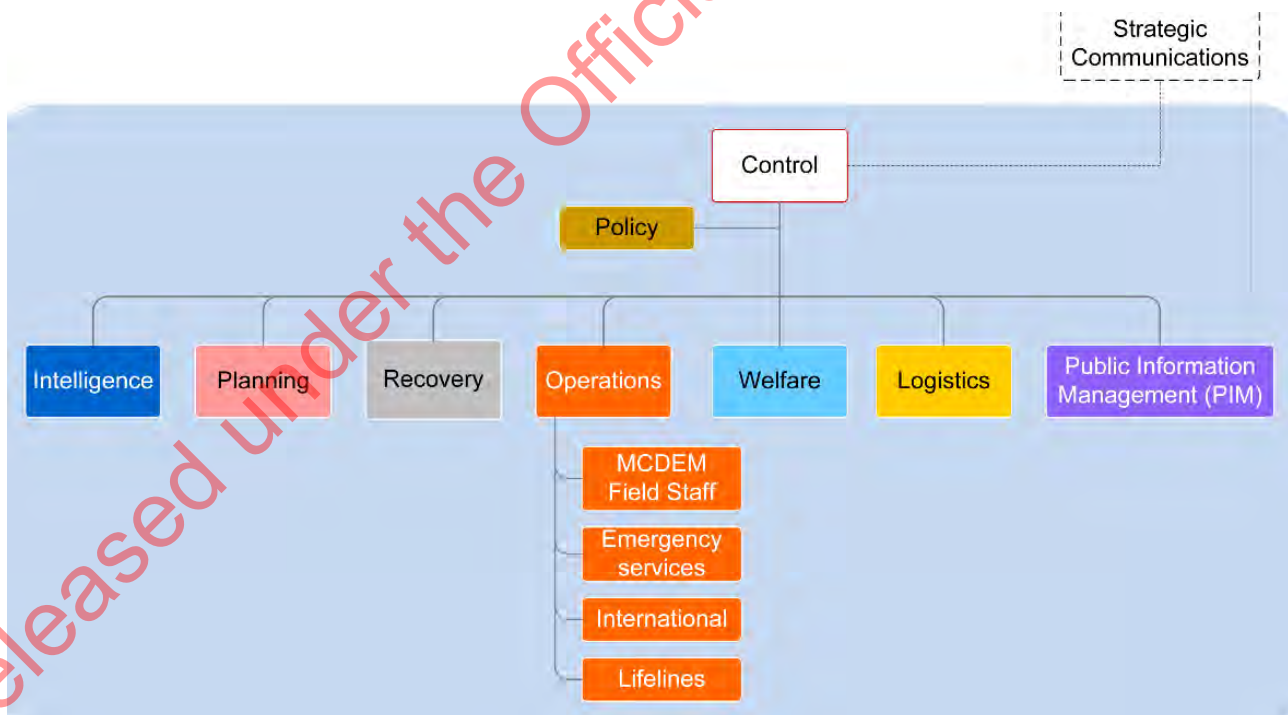 Strategic
Communications
Control
Policy
Intelligence
Planning
Recovery
Operations
Welfare
Logistics
Public Information
Management (PIM)
MCDEM
Field Staff
Emergency
services
International
Lifelines
eleased under the Offici